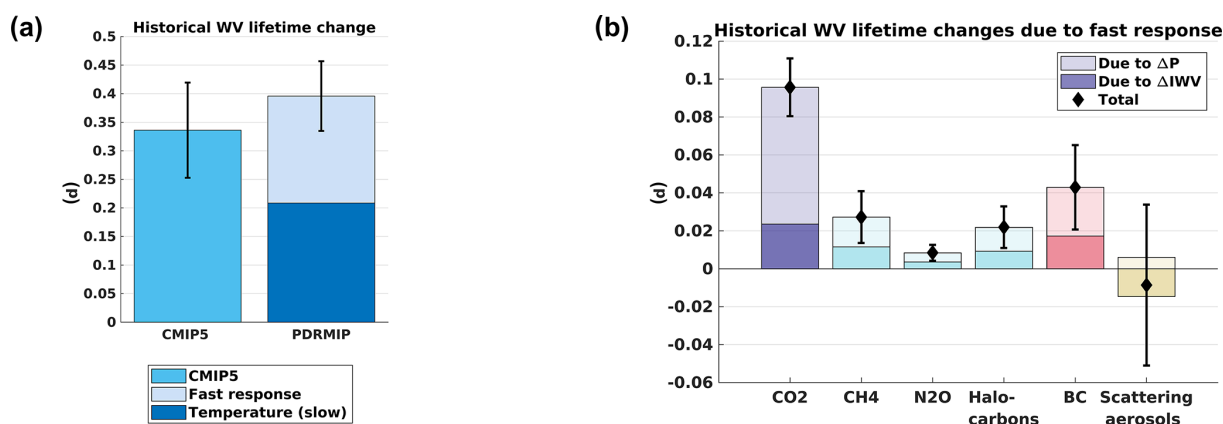 (a)
Historical WV lifetime change
0.5
0.45
0.4
0.35
0.3
0.25
0.2
0.15
0.1
0.05
0
(d)
CMIP5
PDRMIP
CMIP5
Fast response
Temperature (slow)
(b)
Historical WV lifetime changes due to fast response
0.12
0.1
0.08
0.06
0.04
0.02
0
-0.02
-0.04
-0.06
(d)
Due to ΔP
Due to ΔIWV
Total
CO2
CH4
N2O
Halo-
carbons
BC
Scattering
aerosols